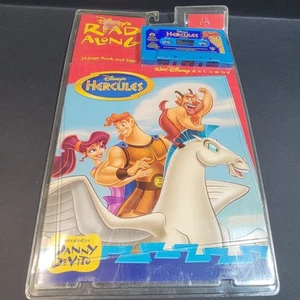 Disney's
READ
ALONG
24 page Book and Tape
HERCULES
WALT DISNEY RECORDS
Disney's
HERCULES
DANNY
DeVITO